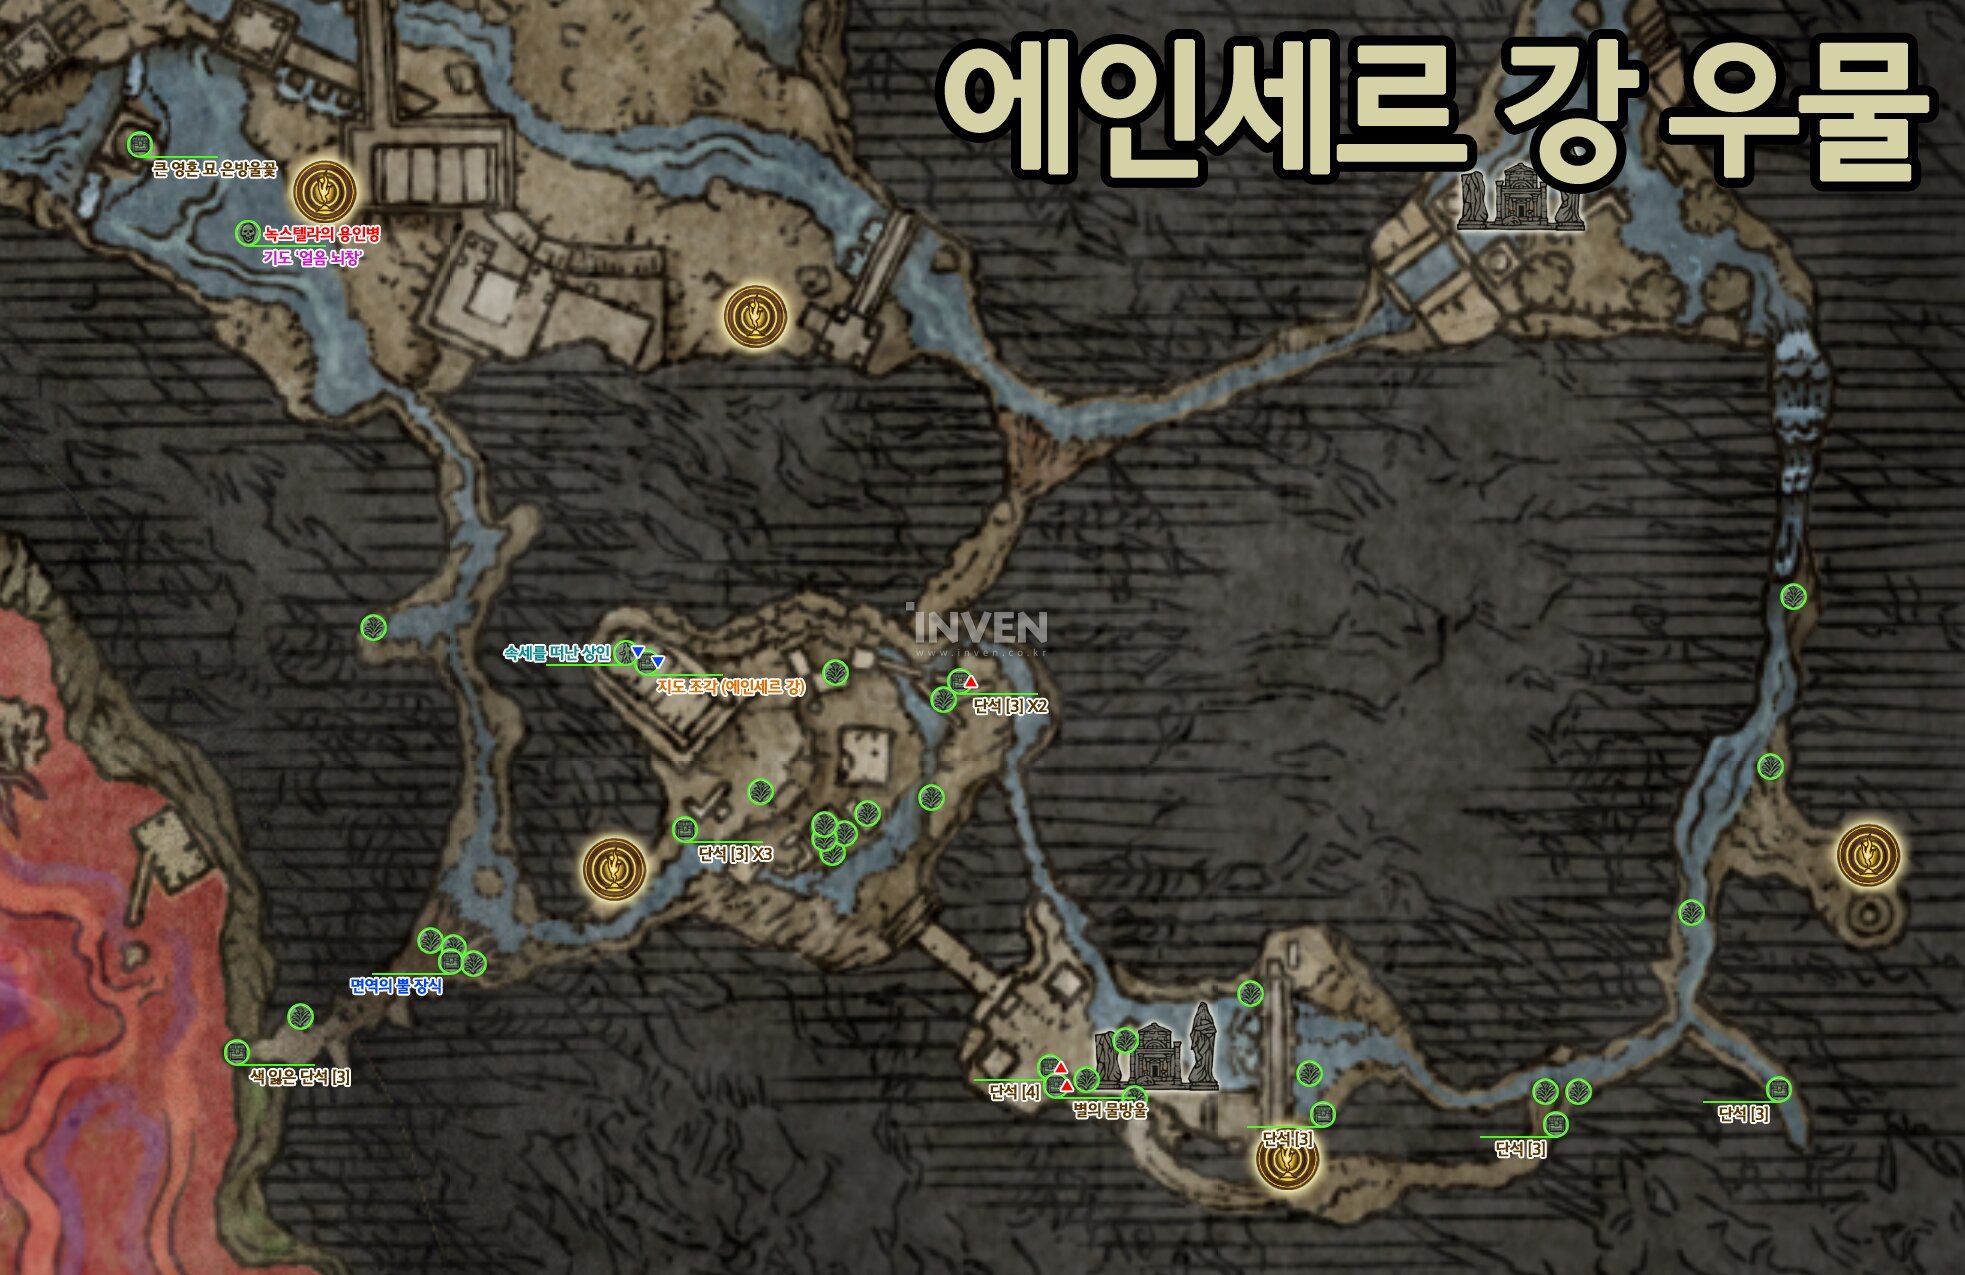 에인세르 강 우물
큰 영혼 묘 은방울꽃
녹스텔라의 용인병
기도 '얼음 뇌창'
INVEN
www.inven.co.kr
속세를 떠난 상인
지도 조각 (에인세르 강)
단석 [3] X2
단석 [3] X3
면역의 뿔 장식
색 잃은 단석 [3]
단석 [4]
별의 물방울
단석 [3]
단석 [3]
단석 [3]